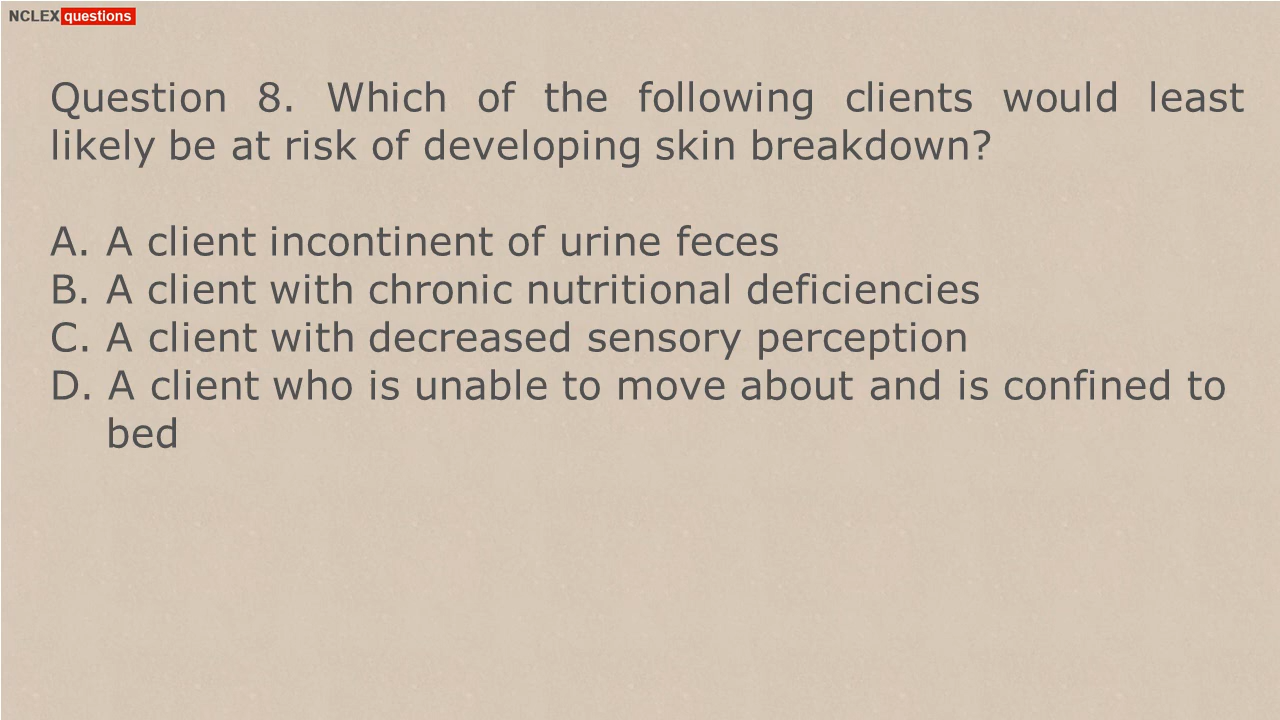 NCLEX questions
Question 8. Which of the following clients would least
likely be at risk of developing skin breakdown?
A. A client incontinent of urine feces
B. A client with chronic nutritional deficiencies
C. A client with decreased sensory perception
D. A client who is unable to move about and is confined to
bed